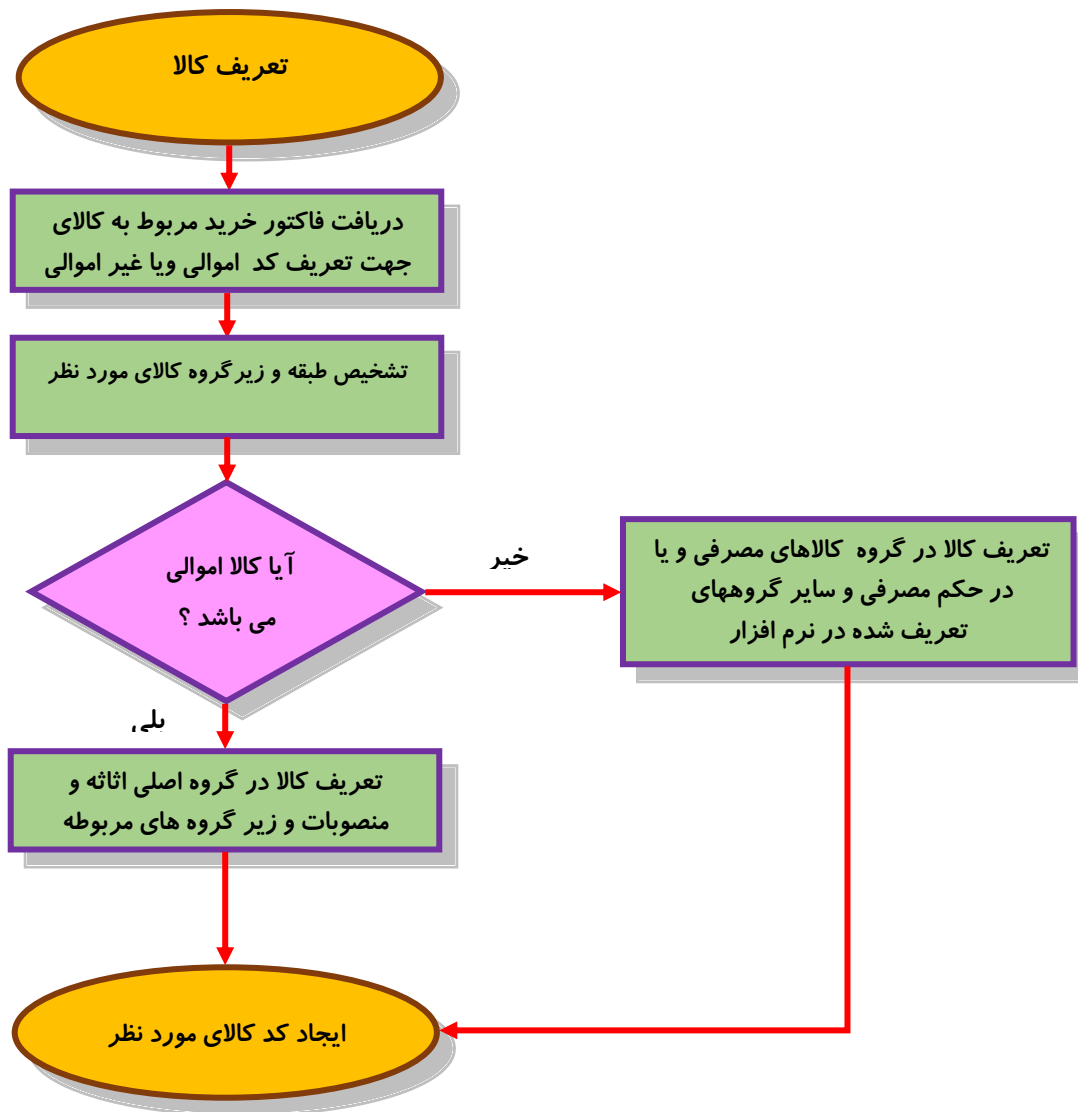 تعریف کالا
دریافت فاکتور خرید مربوط به کالای
جهت تعریف کد اموالی ویا غیر اموالی
تشخیص طبقه و زیرگروه کالای مورد نظر
آیا کالا اموالی
می باشد ؟
خیر
تعریف کالا در گروه کالاهای مصرفی و یا
در حکم مصرفی و سایر گروههای
تعریف شده در نرم افزار
بلی
تعریف کالا در گروه اصلی اثاثه و
منصوبات و زیر گروه های مربوطه
ایجاد کد کالای مورد نظر